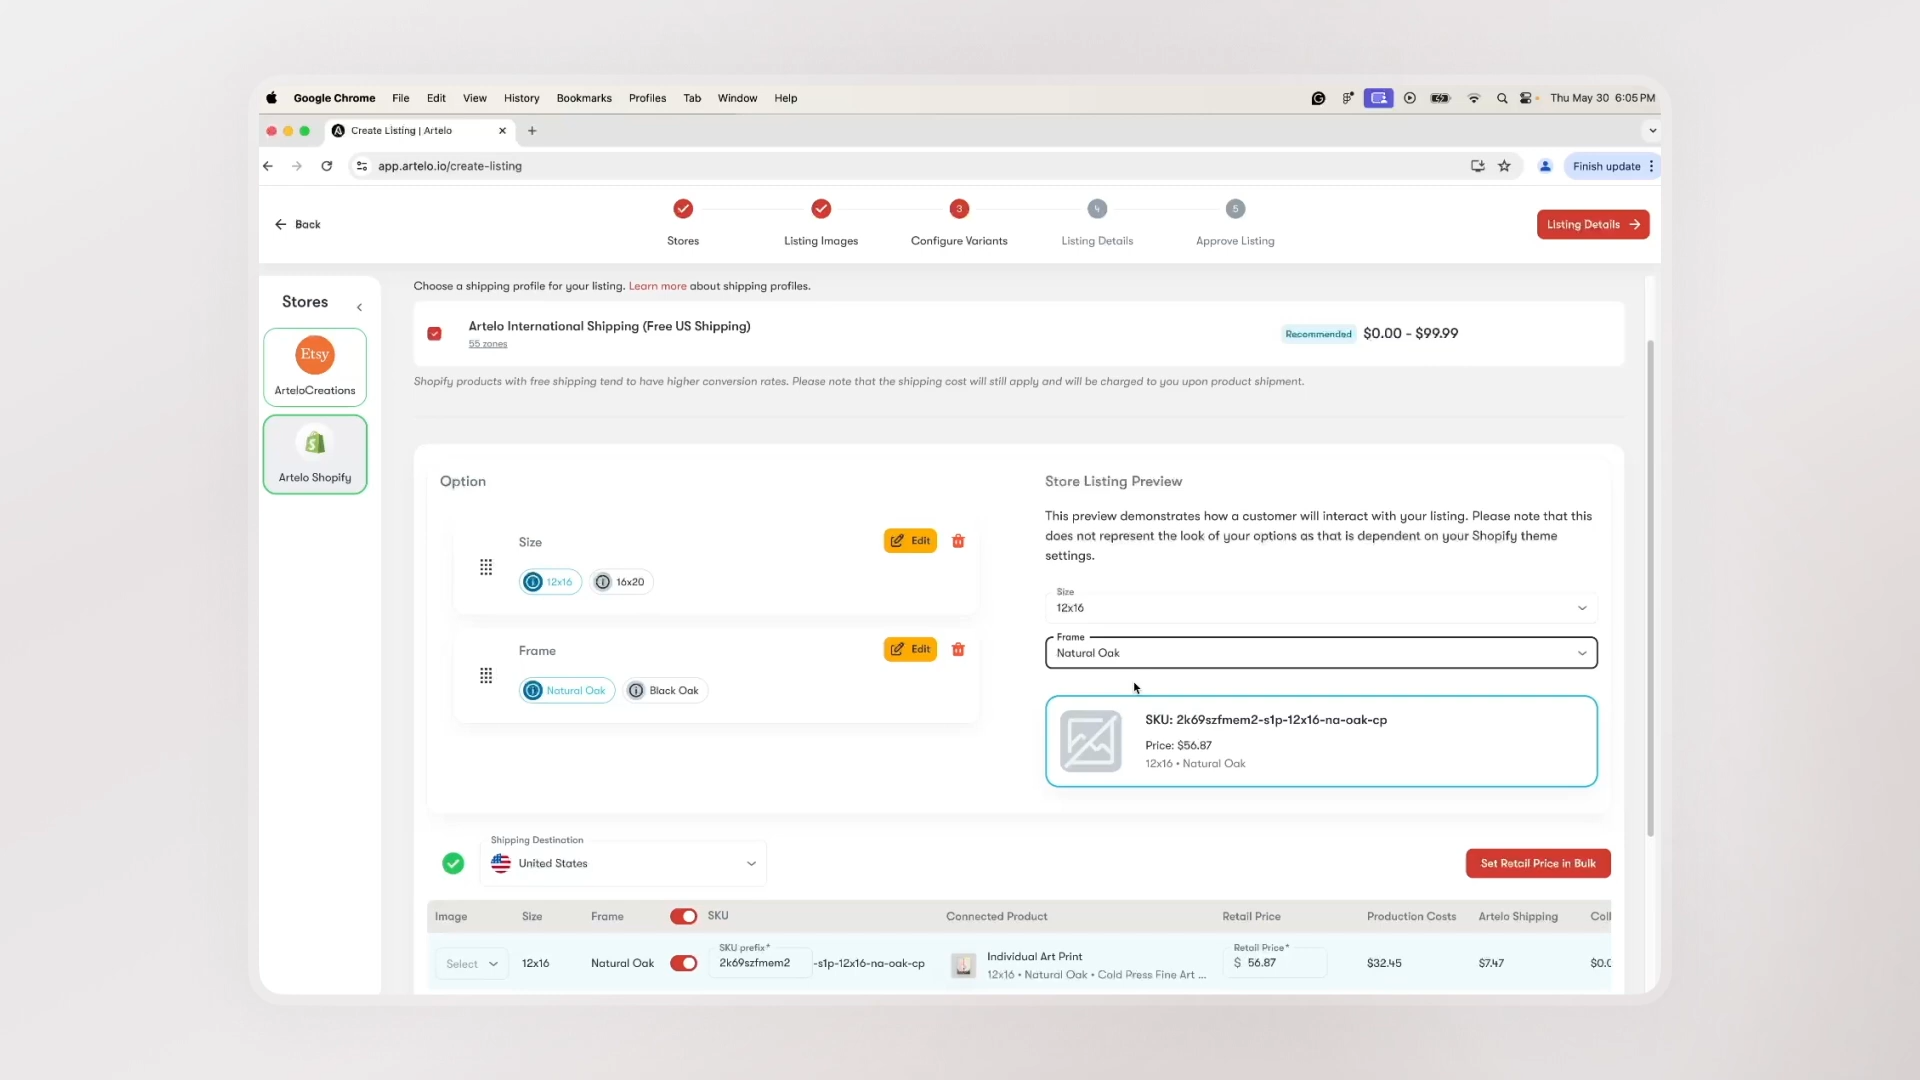 Google Chrome File Edit View History Bookmarks Profiles Tab Window Help Thu May 30 6:05 PM
Create Listing | Artelo
app.artelo.io/create-listing Finish update
Back
3 4 5
Stores Listing Images Configure Variants Listing Details Approve Listing
Listing Details
Stores
Etsy
ArteloCreations
Artelo Shopify
Choose a shipping profile for your listing. Learn more about shipping profiles.
Artelo International Shipping (Free US Shipping)
55 zones
Recommended $0.00 - $99.99
Shopify products with free shipping tend to have higher conversion rates. Please note that the shipping cost will still apply and will be charged to you upon product shipment.
Option
Size
Edit
12x16 16x20
Frame
Edit
Natural Oak Black Oak
Store Listing Preview
This preview demonstrates how a customer will interact with your listing. Please note that this
does not represent the look of your options as that is dependent on your Shopify theme
settings.
Size
12x16
Frame
Natural Oak
SKU: 2k69szfmem2-s1p-12x16-na-oak-cp
Price: $56.87
12x16 • Natural Oak
Shipping Destination
United States
Set Retail Price in Bulk
Image Size Frame SKU Connected Product Retail Price Production Costs Artelo Shipping Coll
Select 12x16 Natural Oak
SKU prefix*
2k69szfmem2 -s1p-12x16-na-oak-cp
Individual Art Print
12x16 • Natural Oak • Cold Press Fine Art ...
Retail Price*
$ 56.87
$32.45 $7.47 $0.0